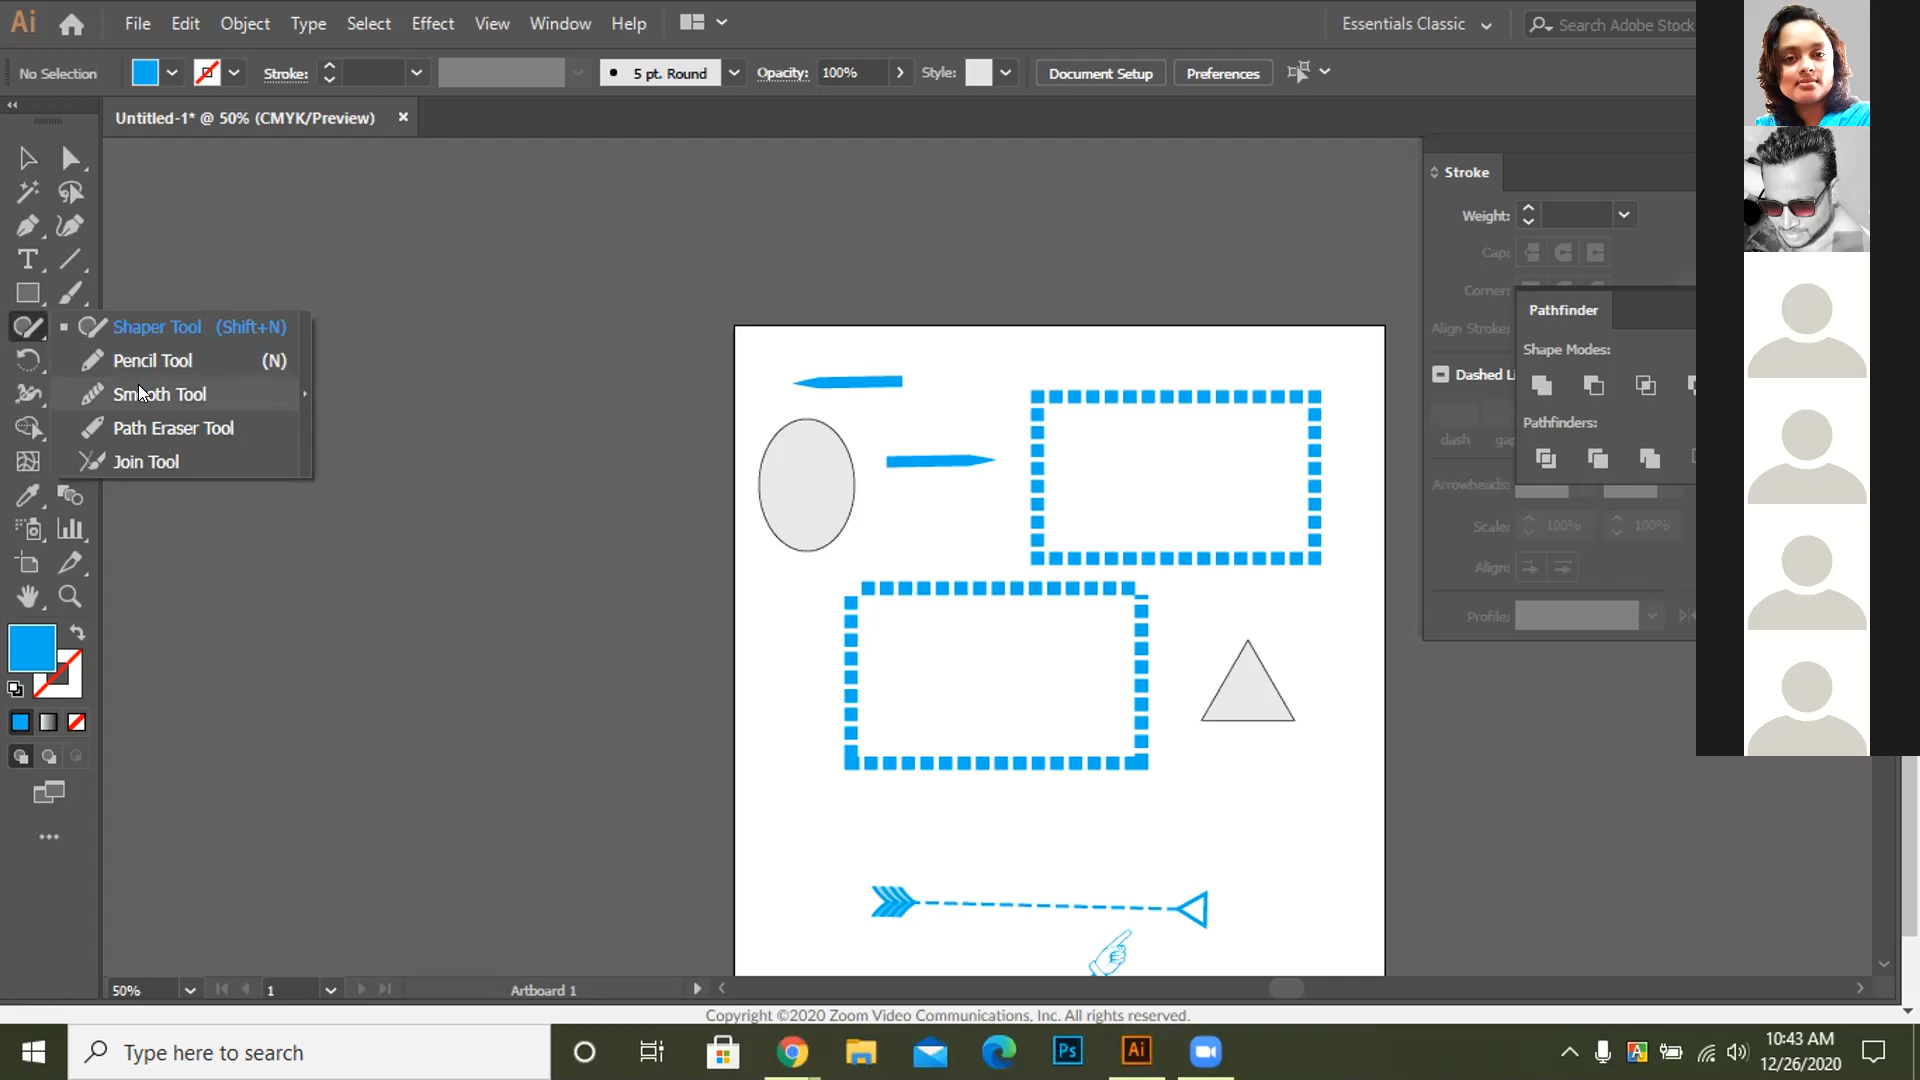 Ai File Edit Object Type Select Effect View Window Help Essentials Classic Search Adobe Stock
No Selection Stroke: 5 pt. Round Opacity: 100% Style: Document Setup Preferences
Untitled-1* @ 50% (CMYK/Preview) ×
Stroke
Weight:
Cap:
Corner:
Align Stroke:
Dashed Li
dash gap
Arrowheads:
Scale: 100% 100%
Align:
Profile:
Pathfinder
Shape Modes:
Pathfinders:
Shaper Tool (Shift+N)
Pencil Tool (N)
Smooth Tool
Path Eraser Tool
Join Tool
50% 1 Artboard 1
Copyright ©2020 Zoom Video Communications, Inc. All rights reserved.
Type here to search
Ps Ai A
10:43 AM
12/26/2020